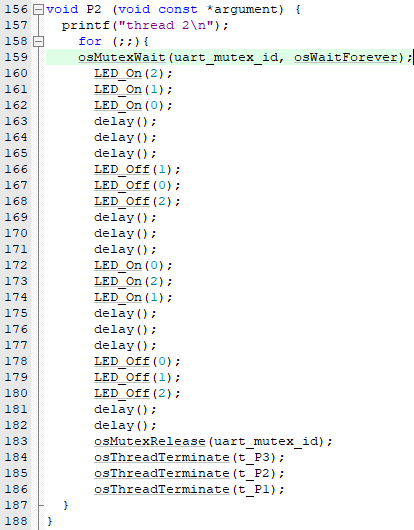 156 void P2 (void const *argument) {
157 printf("thread 2\n");
158 for (;;){
159 osMutexWait(uart_mutex_id, osWaitForever);
160 LED_On(2);
161 LED_On(1);
162 LED_On(0);
163 delay();
164 delay();
165 delay();
166 LED_Off(1);
167 LED_Off(0);
168 LED_Off(2);
169 delay();
170 delay();
171 delay();
172 LED_On(0);
173 LED_On(2);
174 LED_On(1);
175 delay();
176 delay();
177 delay();
178 LED_Off(0);
179 LED_Off(1);
180 LED_Off(2);
181 delay();
182 delay();
183 osMutexRelease(uart_mutex_id);
184 osThreadTerminate(t_P3);
185 osThreadTerminate(t_P2);
186 osThreadTerminate(t_P1);
187 }
188 }